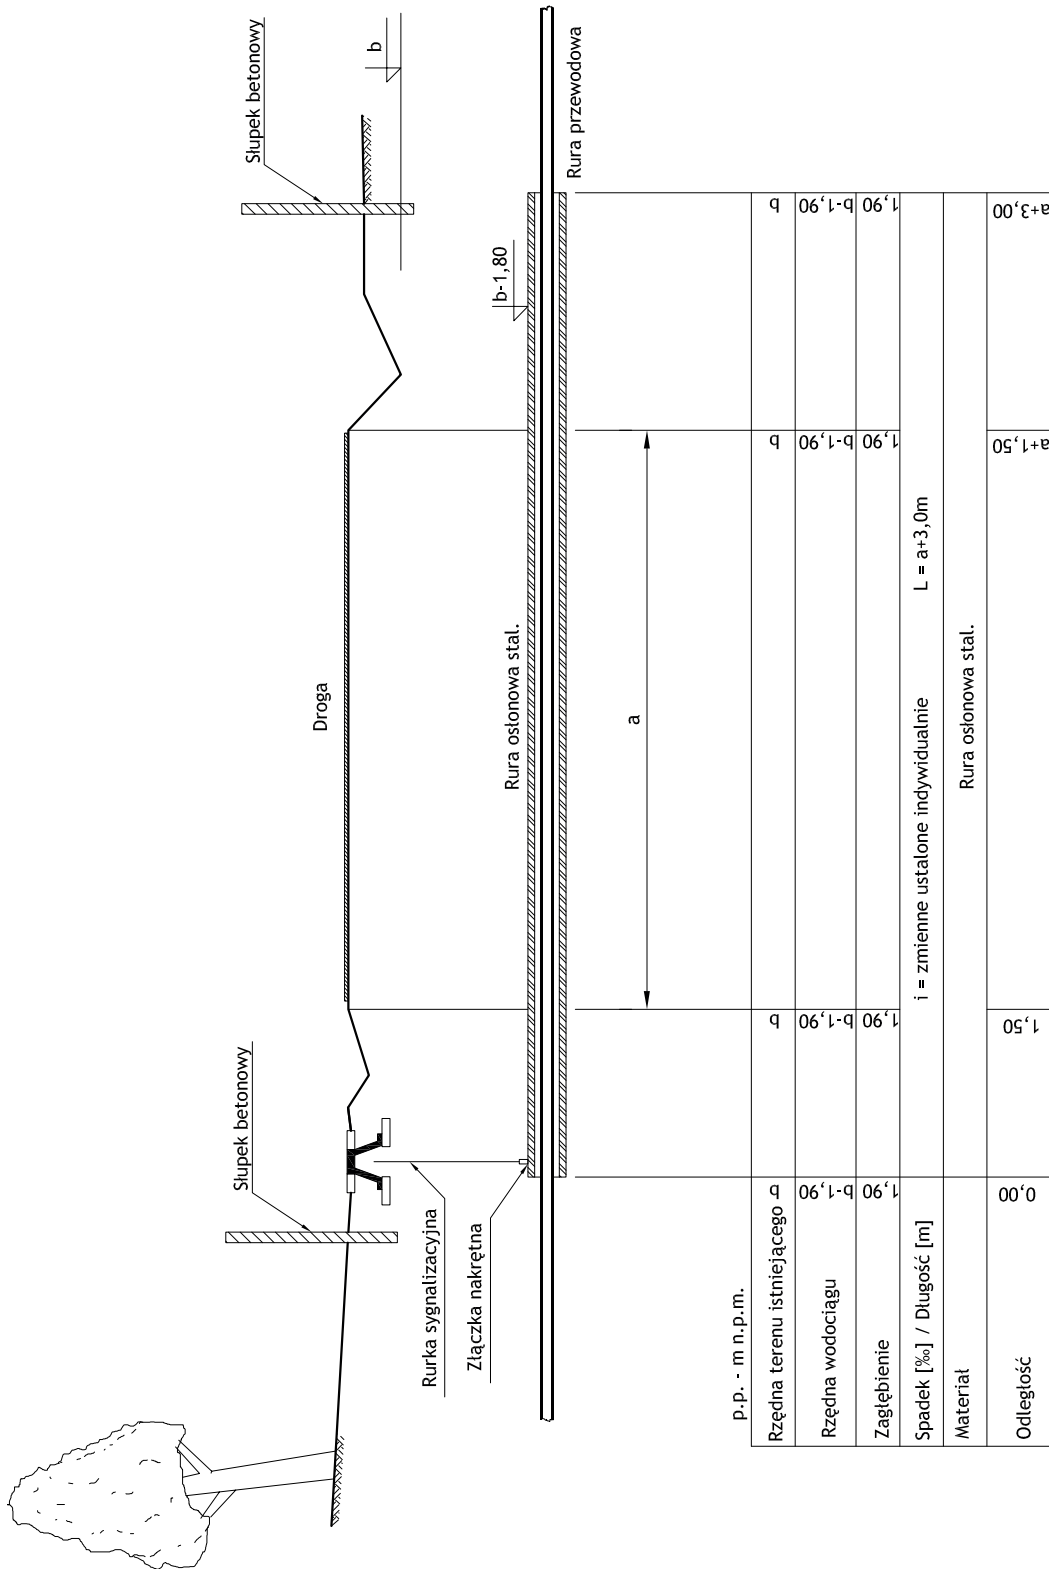 Słupek betonowy
Słupek betonowy
b
Droga
Rurka sygnalizacyjna
Złączka nakrętna
Rura osłonowa stal.
b-1,80
Rura przewodowa
a
p.p. - m n.p.m.
Rzędna terenu istniejącego b b b b
Rzędna wodociągu b-1,90 b-1,90 b-1,90 b-1,90
Zagłębienie 1,90 1,90 1,90 1,90
Spadek [‰] / Długość [m] i = zmienne ustalone indywidualnie L = a+3,0m
Materiał Rura osłonowa stal.
Odległość 0,00 1,50 a+1,50 a+3,00